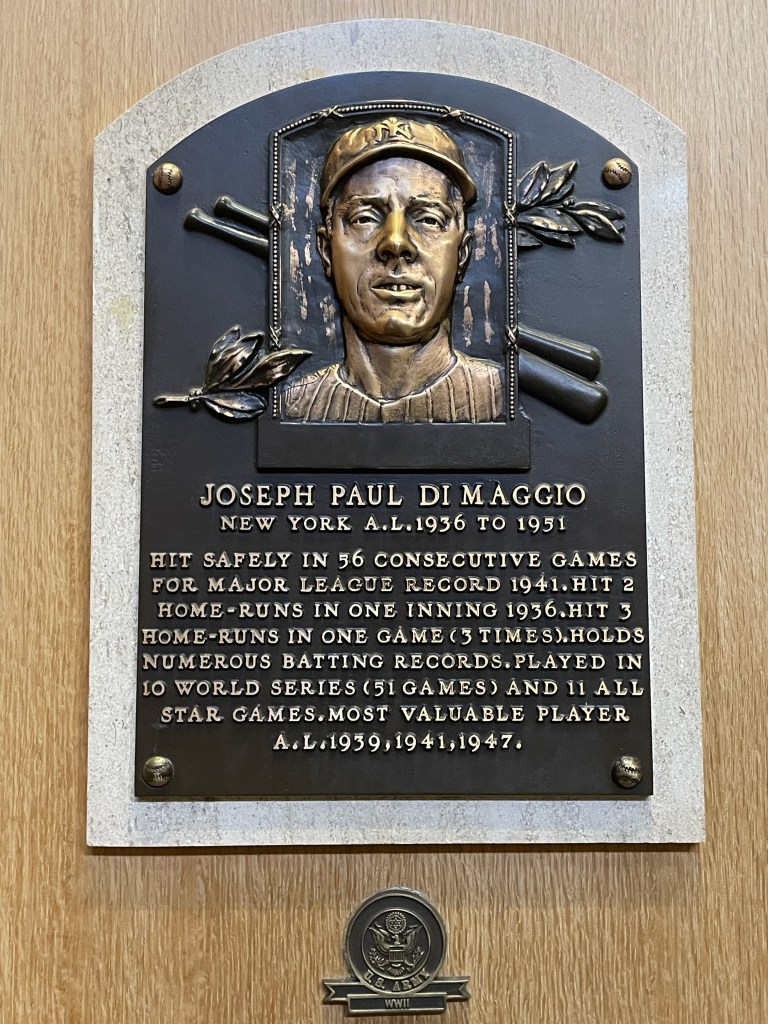 NY
JOSEPH PAUL DI MAGGIO
NEW YORK A.L. 1936 TO 1951
HIT SAFELY IN 56 CONSECUTIVE GAMES
FOR MAJOR LEAGUE RECORD 1941. HIT 2
HOME-RUNS IN ONE INNING 1936. HIT 3
HOME-RUNS IN ONE GAME (3 TIMES). HOLDS
NUMEROUS BATTING RECORDS. PLAYED IN
10 WORLD SERIES (51 GAMES) AND 11 ALL
STAR GAMES. MOST VALUABLE PLAYER
A.L. 1939, 1941, 1947.
U.S. ARMY
WWII